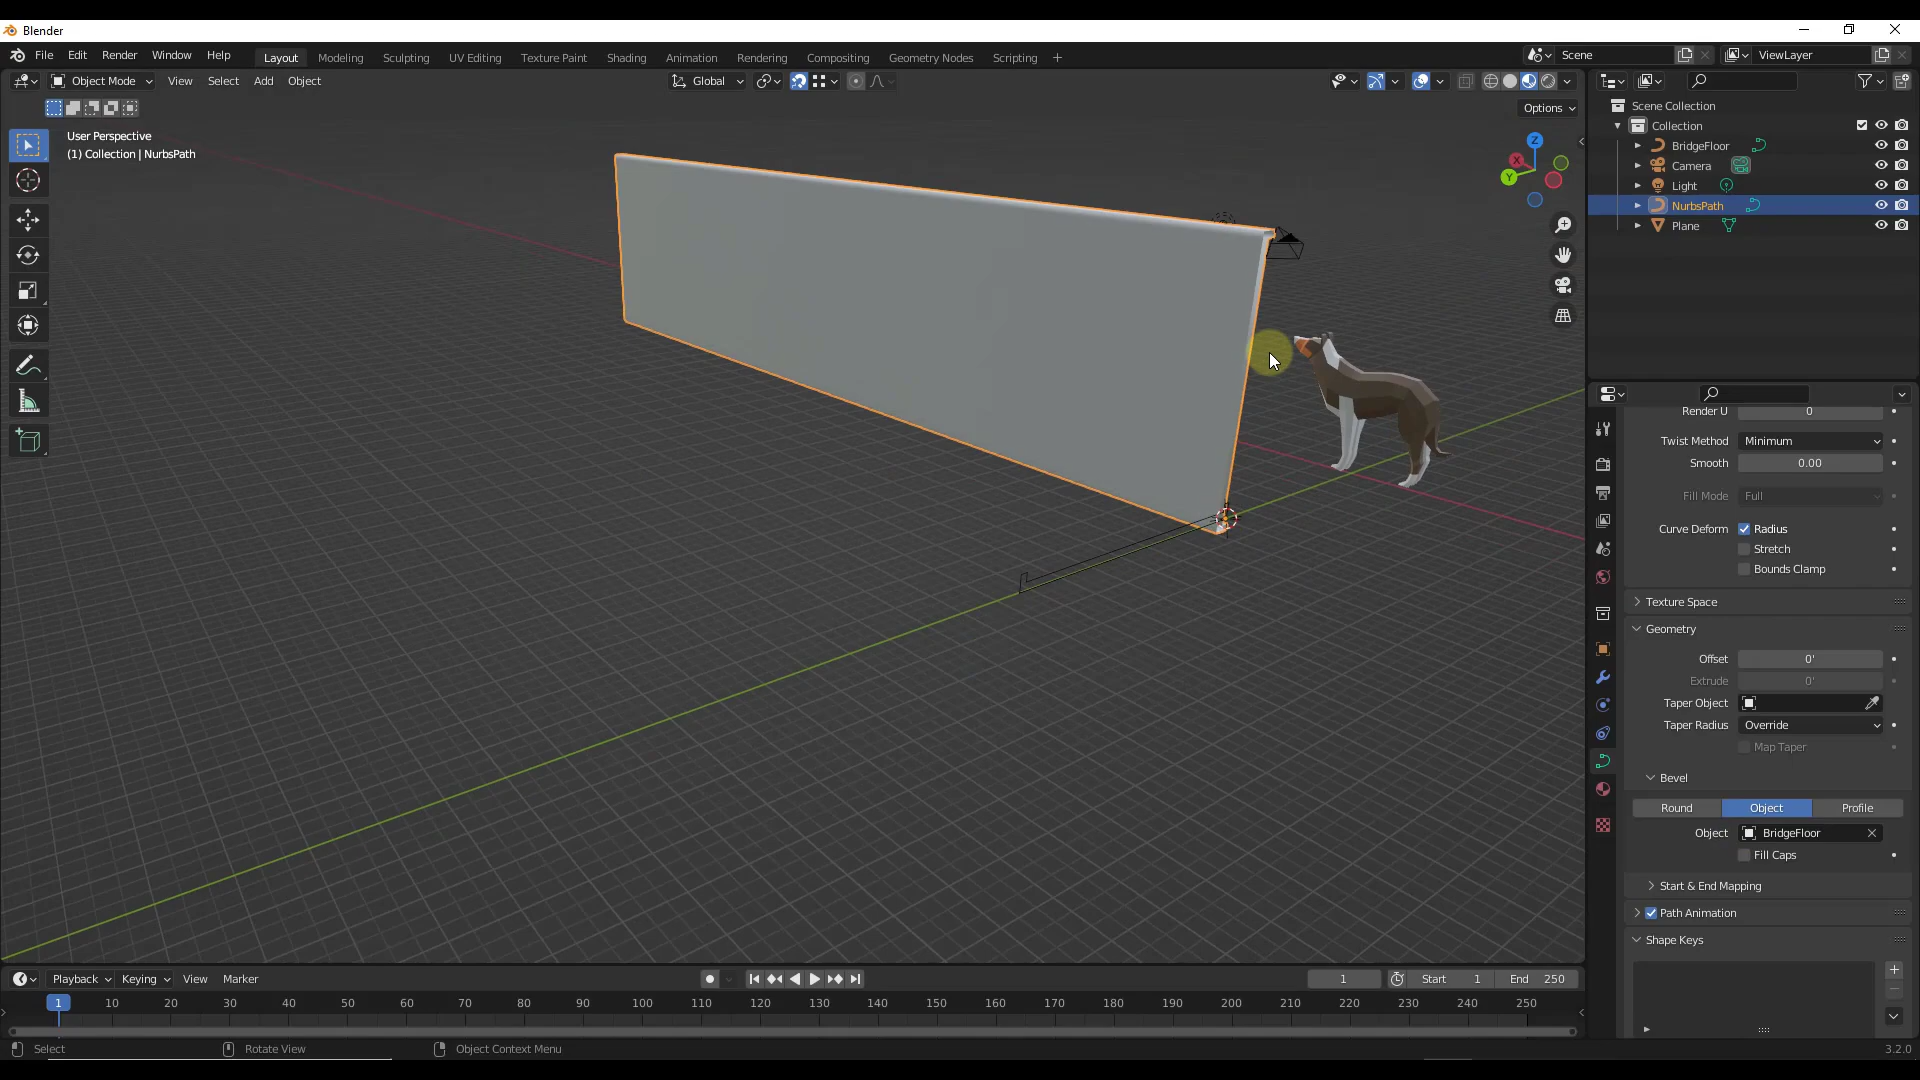 Blender
File Edit Render Window Help Layout Modeling Sculpting UV Editing Texture Paint Shading Animation Rendering Compositing Geometry Nodes Scripting + Scene ViewLayer
Object Mode View Select Add Object Global
Options
User Perspective
(1) Collection | NurbsPath
Z
X
Y
Scene Collection
Collection
BridgeFloor
Camera
Light
NurbsPath
Plane
Render U 0
Twist Method Minimum
Smooth 0.00
Fill Mode Full
Curve Deform Radius
Stretch
Bounds Clamp
Texture Space
Geometry
Offset 0'
Extrude 0'
Taper Object
Taper Radius Override
Map Taper
Bevel
Round Object Profile
Object BridgeFloor
Fill Caps
Start & End Mapping
Path Animation
Shape Keys
Playback Keying View Marker 1 Start 1 End 250
1 10 20 30 40 50 60 70 80 90 100 110 120 130 140 150 160 170 180 190 200 210 220 230 240 250
Select Rotate View Object Context Menu 3.2.0